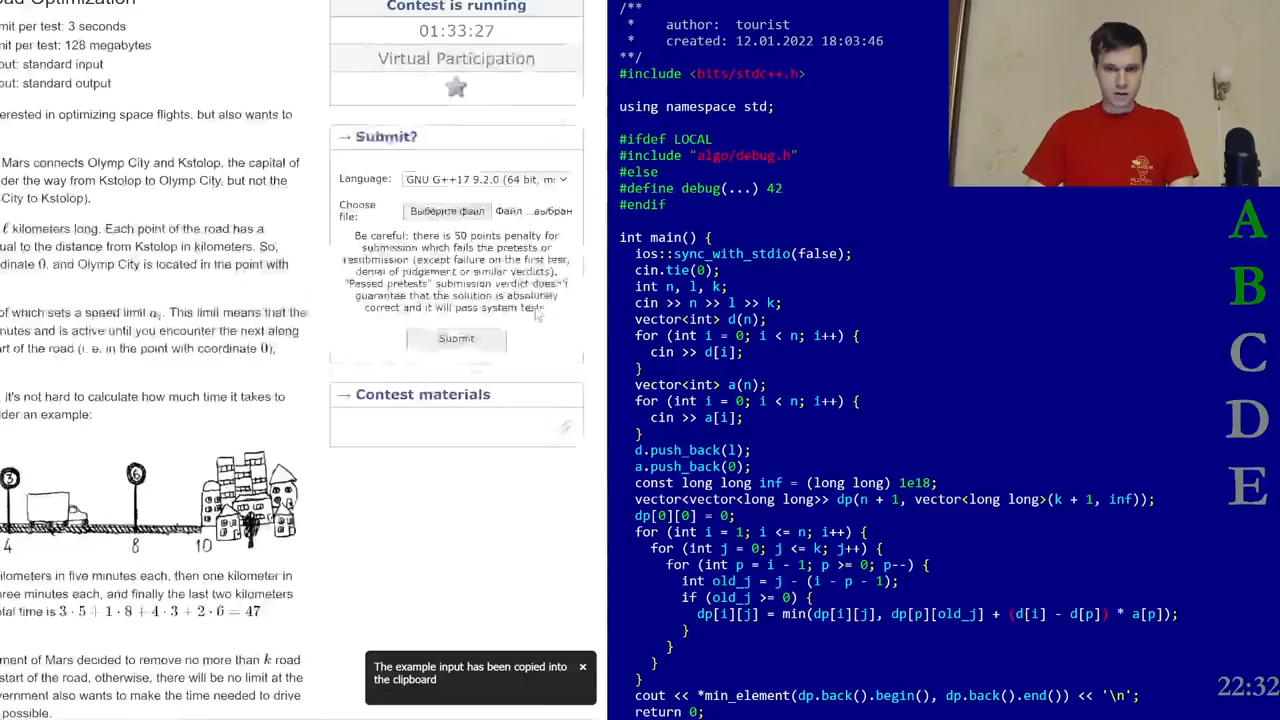 oad Optimization
mit per test: 3 seconds
nit per test: 128 megabytes
out: standard input
put: standard output
terested in optimizing space flights, but also wants to
Mars connects Olymp City and Kstolop, the capital of
der the way from Kstolop to Olymp City, but not the
City to Kstolop).
ℓ kilometers long. Each point of the road has a
ual to the distance from Kstolop in kilometers. So,
dinate 0, and Olymp City is located in the point with
of which sets a speed limit aᵢ. This limit means that the
nutes and is active until you encounter the next along
art of the road (i. e. in the point with coordinate 0),
, it's not hard to calculate how much time it takes to
ider an example:
3
6
4
8
10
ilometers in five minutes each, then one kilometer in
hree minutes each, and finally the last two kilometers
otal time is 3 · 5 + 1 · 8 + 4 · 3 + 2 · 6 = 47
ment of Mars decided to remove no more than k road
start of the road, otherwise, there will be no limit at the
vernment also wants to make the time needed to drive
possible.
Contest is running
01:33:27
Virtual Participation
→ Submit?
Language: GNU G++17 9.2.0 (64 bit, m:
Choose file: Выберите файл Файл ...выбран
Be careful: there is 50 points penalty for
submission which fails the pretests or
resubmission (except failure on the first test,
denial of judgement or similar verdicts).
"Passed pretests" submission verdict doesn't
guarantee that the solution is absolutely
correct and it will pass system tests.
Submit
→ Contest materials
The example input has been copied into
the clipboard
×
/**
 *    author:  tourist
 *    created: 12.01.2022 18:03:46
**/
#include <bits/stdc++.h>
using namespace std;
#ifdef LOCAL
#include "algo/debug.h"
#else
#define debug(...) 42
#endif
int main() {
  ios::sync_with_stdio(false);
  cin.tie(0);
  int n, l, k;
  cin >> n >> l >> k;
  vector<int> d(n);
  for (int i = 0; i < n; i++) {
    cin >> d[i];
  }
  vector<int> a(n);
  for (int i = 0; i < n; i++) {
    cin >> a[i];
  }
  d.push_back(l);
  a.push_back(0);
  const long long inf = (long long) 1e18;
  vector<vector<long long>> dp(n + 1, vector<long long>(k + 1, inf));
  dp[0][0] = 0;
  for (int i = 1; i <= n; i++) {
    for (int j = 0; j <= k; j++) {
      for (int p = i - 1; p >= 0; p--) {
        int old_j = j - (i - p - 1);
        if (old_j >= 0) {
          dp[i][j] = min(dp[i][j], dp[p][old_j] + (d[i] - d[p]) * a[p]);
        }
      }
    }
  }
  cout << *min_element(dp.back().begin(), dp.back().end()) << '\n';
  return 0;
A
B
C
D
E
22:32